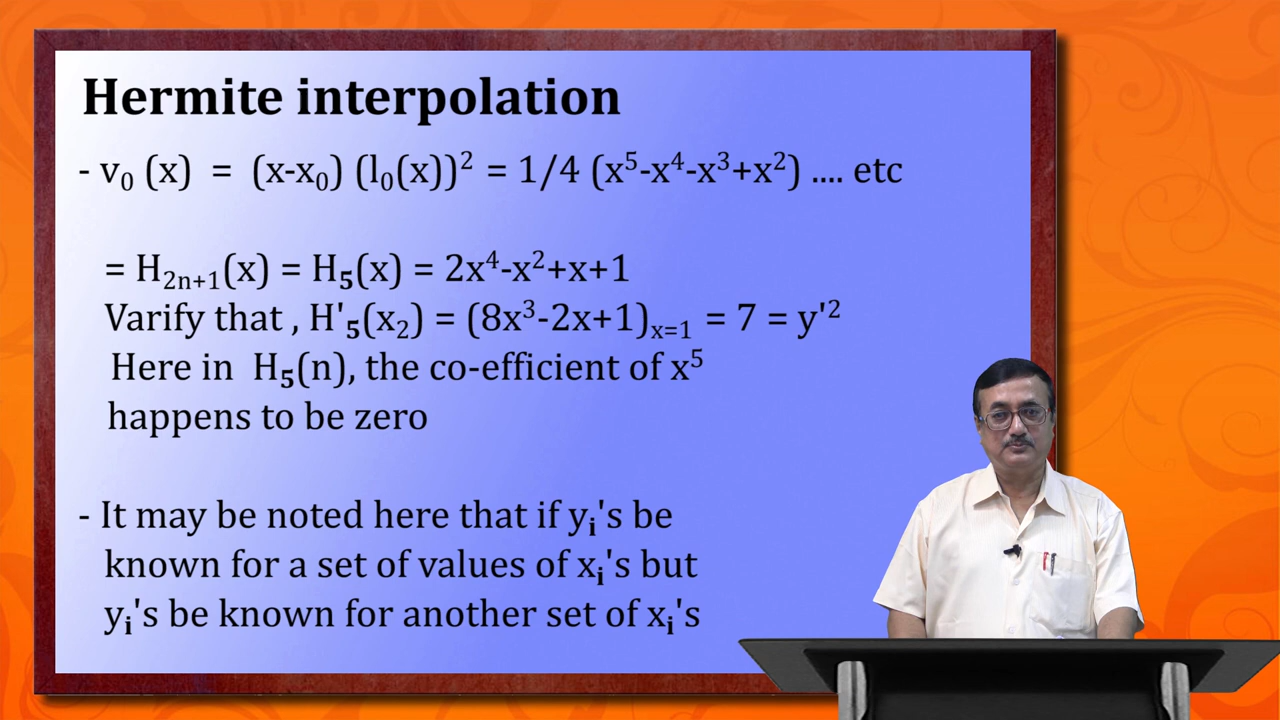 Hermite interpolation
- v₀ (x) = (x-x₀) (l₀(x))² = 1/4 (x⁵-x⁴-x³+x²) .... etc
= H₂ₙ₊₁(x) = H₅(x) = 2x⁴-x²+x+1
Varify that , H'₅(x₂) = (8x³-2x+1)ₓ₌₁ = 7 = y'²
Here in H₅(n), the co-efficient of x⁵
happens to be zero
- It may be noted here that if yᵢ's be
known for a set of values of xᵢ's but
yᵢ's be known for another set of xᵢ's